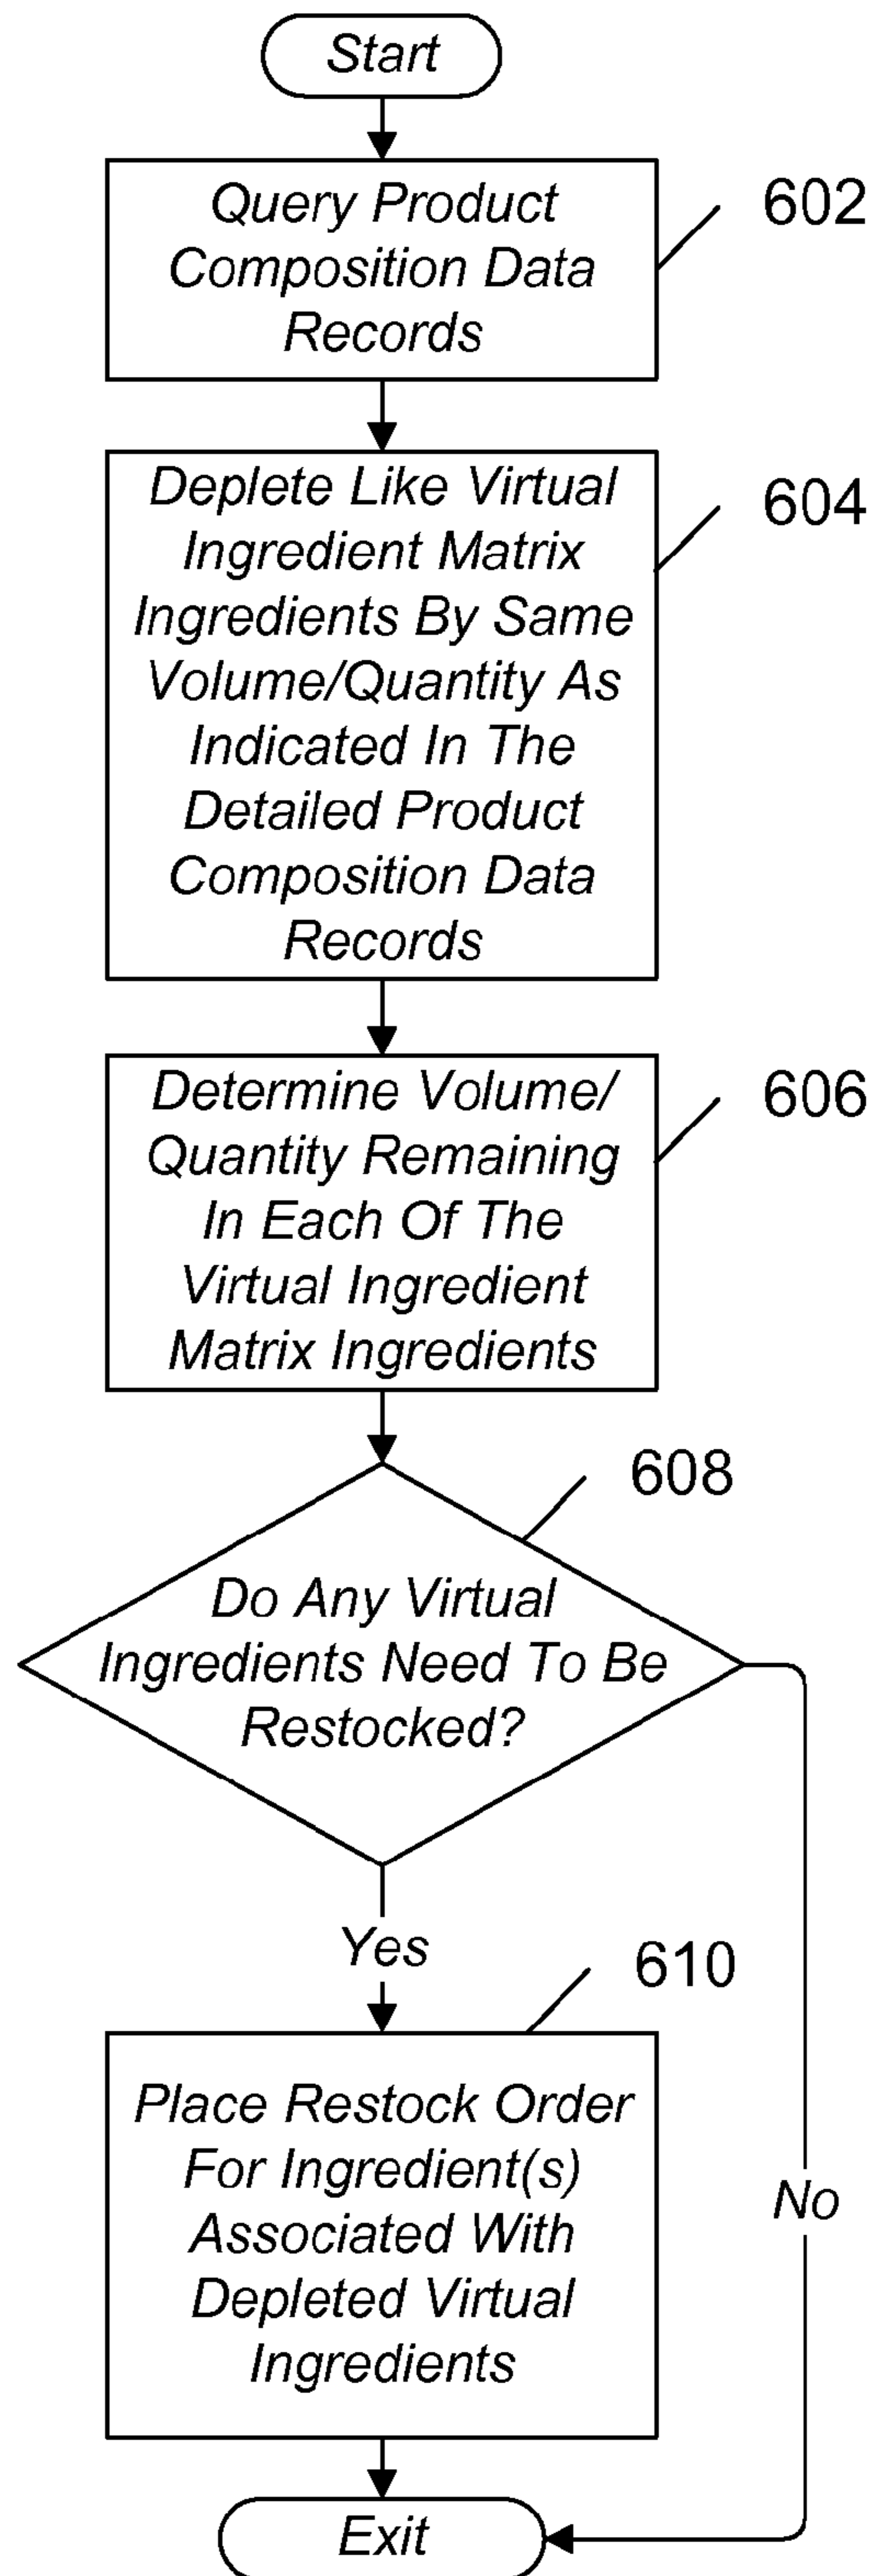 Start
Query Product
Composition Data
Records
602
Deplete Like Virtual
Ingredient Matrix
Ingredients By Same
Volume/Quantity As
Indicated In The
Detailed Product
Composition Data
Records
604
Determine Volume/
Quantity Remaining
In Each Of The
Virtual Ingredient
Matrix Ingredients
606
608
Do Any Virtual
Ingredients Need To Be
Restocked?
Yes
610
Place Restock Order
For Ingredient(s)
Associated With
Depleted Virtual
Ingredients
No
Exit